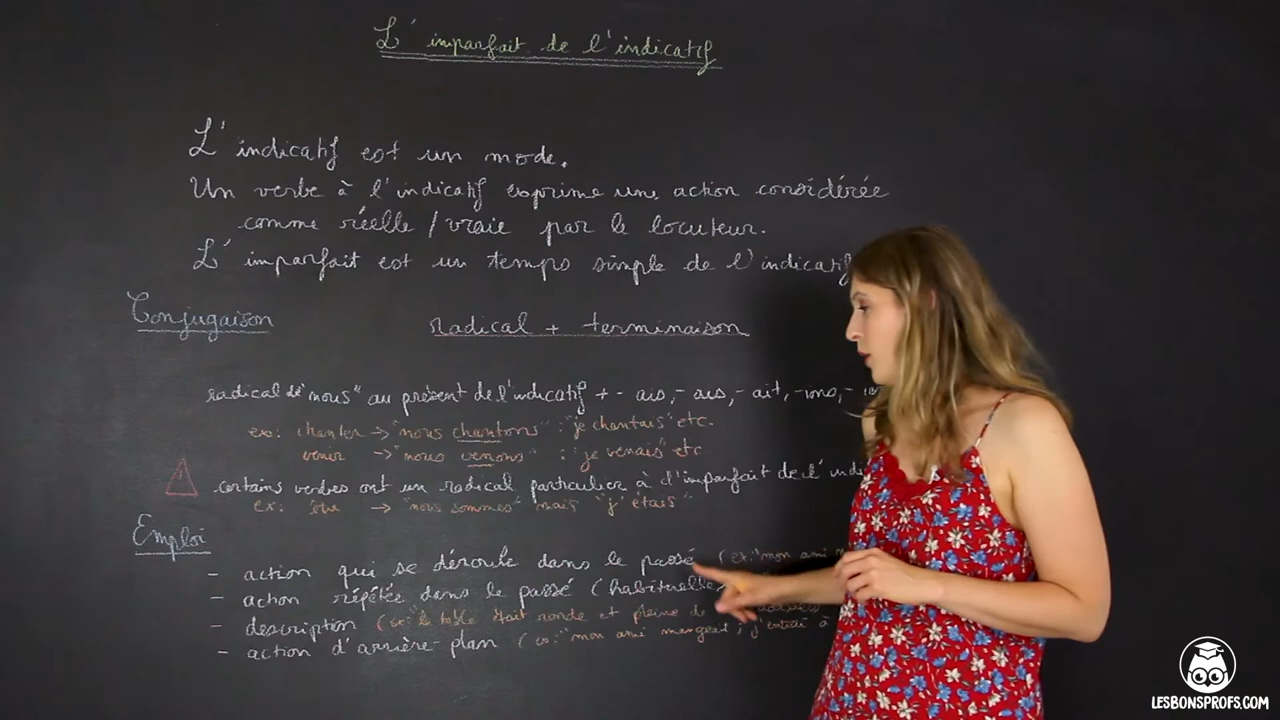 L'imparfait de l'indicatif
L'indicatif est un mode.
Un verbe à l'indicatif exprime une action considérée
comme réelle / vraie par le locuteur.
L'imparfait est un temps simple de l'indicatif
Conjugaison
radical + terminaison
radical de "nous" au présent de l'indicatif + - ais, - ais, - ait, - ions, -
ex: chanter → "nous chantons" : "je chantais" etc.
venir → "nous venons" : "je venais" etc
! certains verbes ont un radical particulier à l'imparfait de l'indi
ex: être → "nous sommes" mais "j'étais"
Emploi
- action qui se déroule dans le passé (ex: "mon ami
- action répétée dans le passé (habituelle
- description (ex: "la table était ronde et pleine de
- action d'arrière-plan (ex: "mon ami mangeait, j'entrai à
LESBONSPROFS.COM